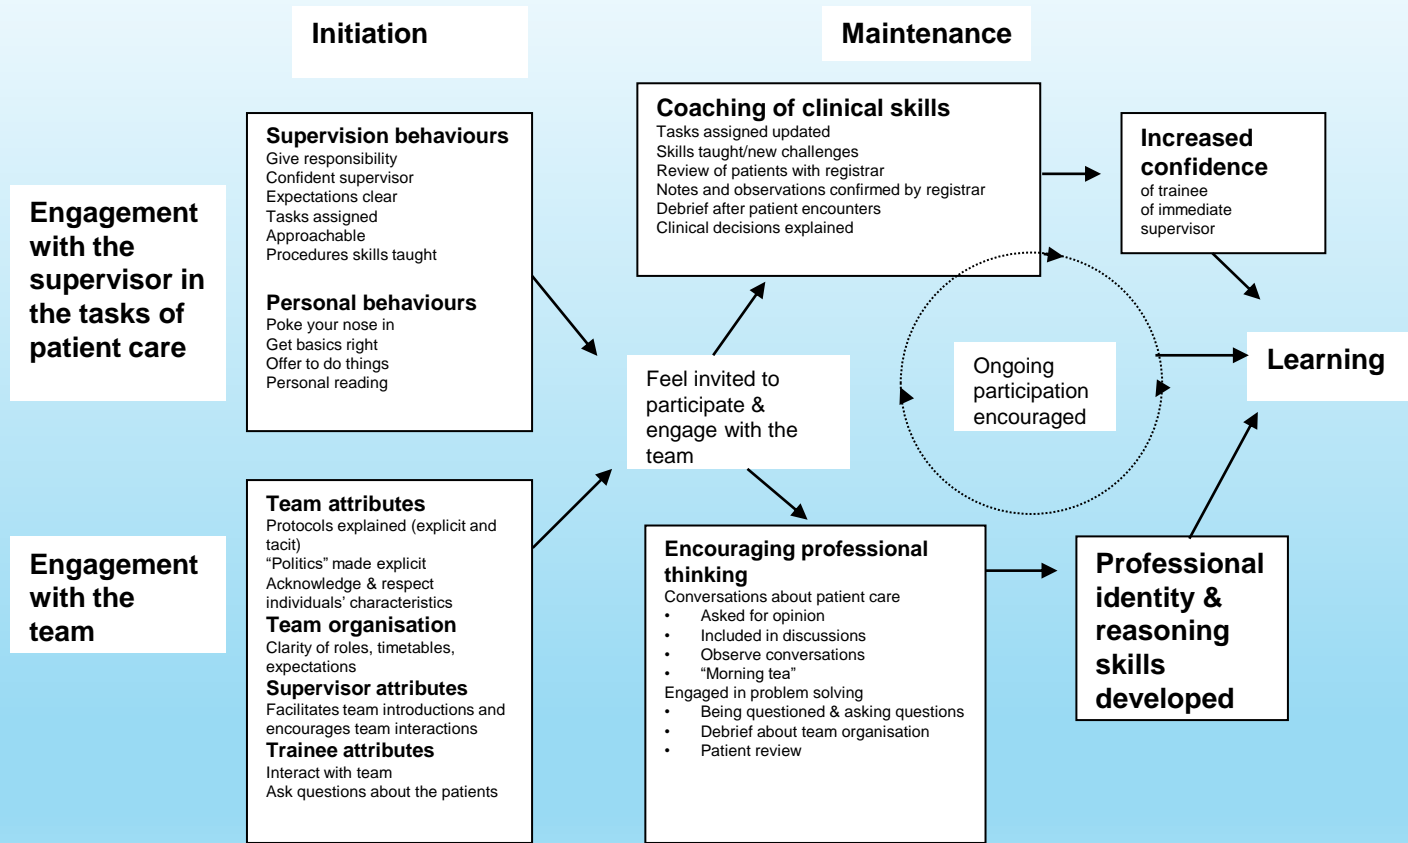 Initiation
Maintenance
Engagement
with the
supervisor in
the tasks of
patient care
Supervision behaviours
Give responsibility
Confident supervisor
Expectations clear
Tasks assigned
Approachable
Procedures skills taught
Personal behaviours
Poke your nose in
Get basics right
Offer to do things
Personal reading
Engagement
with the
team
Team attributes
Protocols explained (explicit and
tacit)
“Politics” made explicit
Acknowledge & respect
individuals’ characteristics
Team organisation
Clarity of roles, timetables,
expectations
Supervisor attributes
Facilitates team introductions and
encourages team interactions
Trainee attributes
Interact with team
Ask questions about the patients
Feel invited to
participate &
engage with the
team
Coaching of clinical skills
Tasks assigned updated
Skills taught/new challenges
Review of patients with registrar
Notes and observations confirmed by registrar
Debrief after patient encounters
Clinical decisions explained
Encouraging professional
thinking
Conversations about patient care
• Asked for opinion
• Included in discussions
• Observe conversations
• “Morning tea”
Engaged in problem solving
• Being questioned & asking questions
• Debrief about team organisation
• Patient review
Ongoing
participation
encouraged
Increased
confidence
of trainee
of immediate
supervisor
Professional
identity &
reasoning
skills
developed
Learning